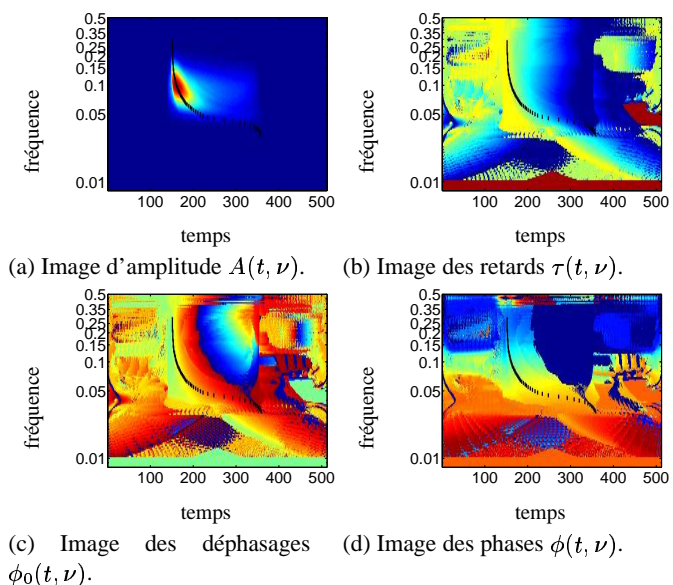 0.5
0.35
0.25
0.2
0.15
0.1
0.05
0.01
fréquence
100 200 300 400 500
temps
(a) Image d'amplitude A(t, ν).
0.5
0.35
0.25
0.2
0.15
0.1
0.05
0.01
fréquence
100 200 300 400 500
temps
(b) Image des retards τ(t, ν).
0.5
0.35
0.25
0.2
0.15
0.1
0.05
0.01
fréquence
100 200 300 400 500
temps
(c) Image des déphasages
ϕ₀(t, ν).
0.5
0.35
0.25
0.2
0.15
0.1
0.05
0.01
fréquence
100 200 300 400 500
temps
(d) Image des phases ϕ(t, ν).